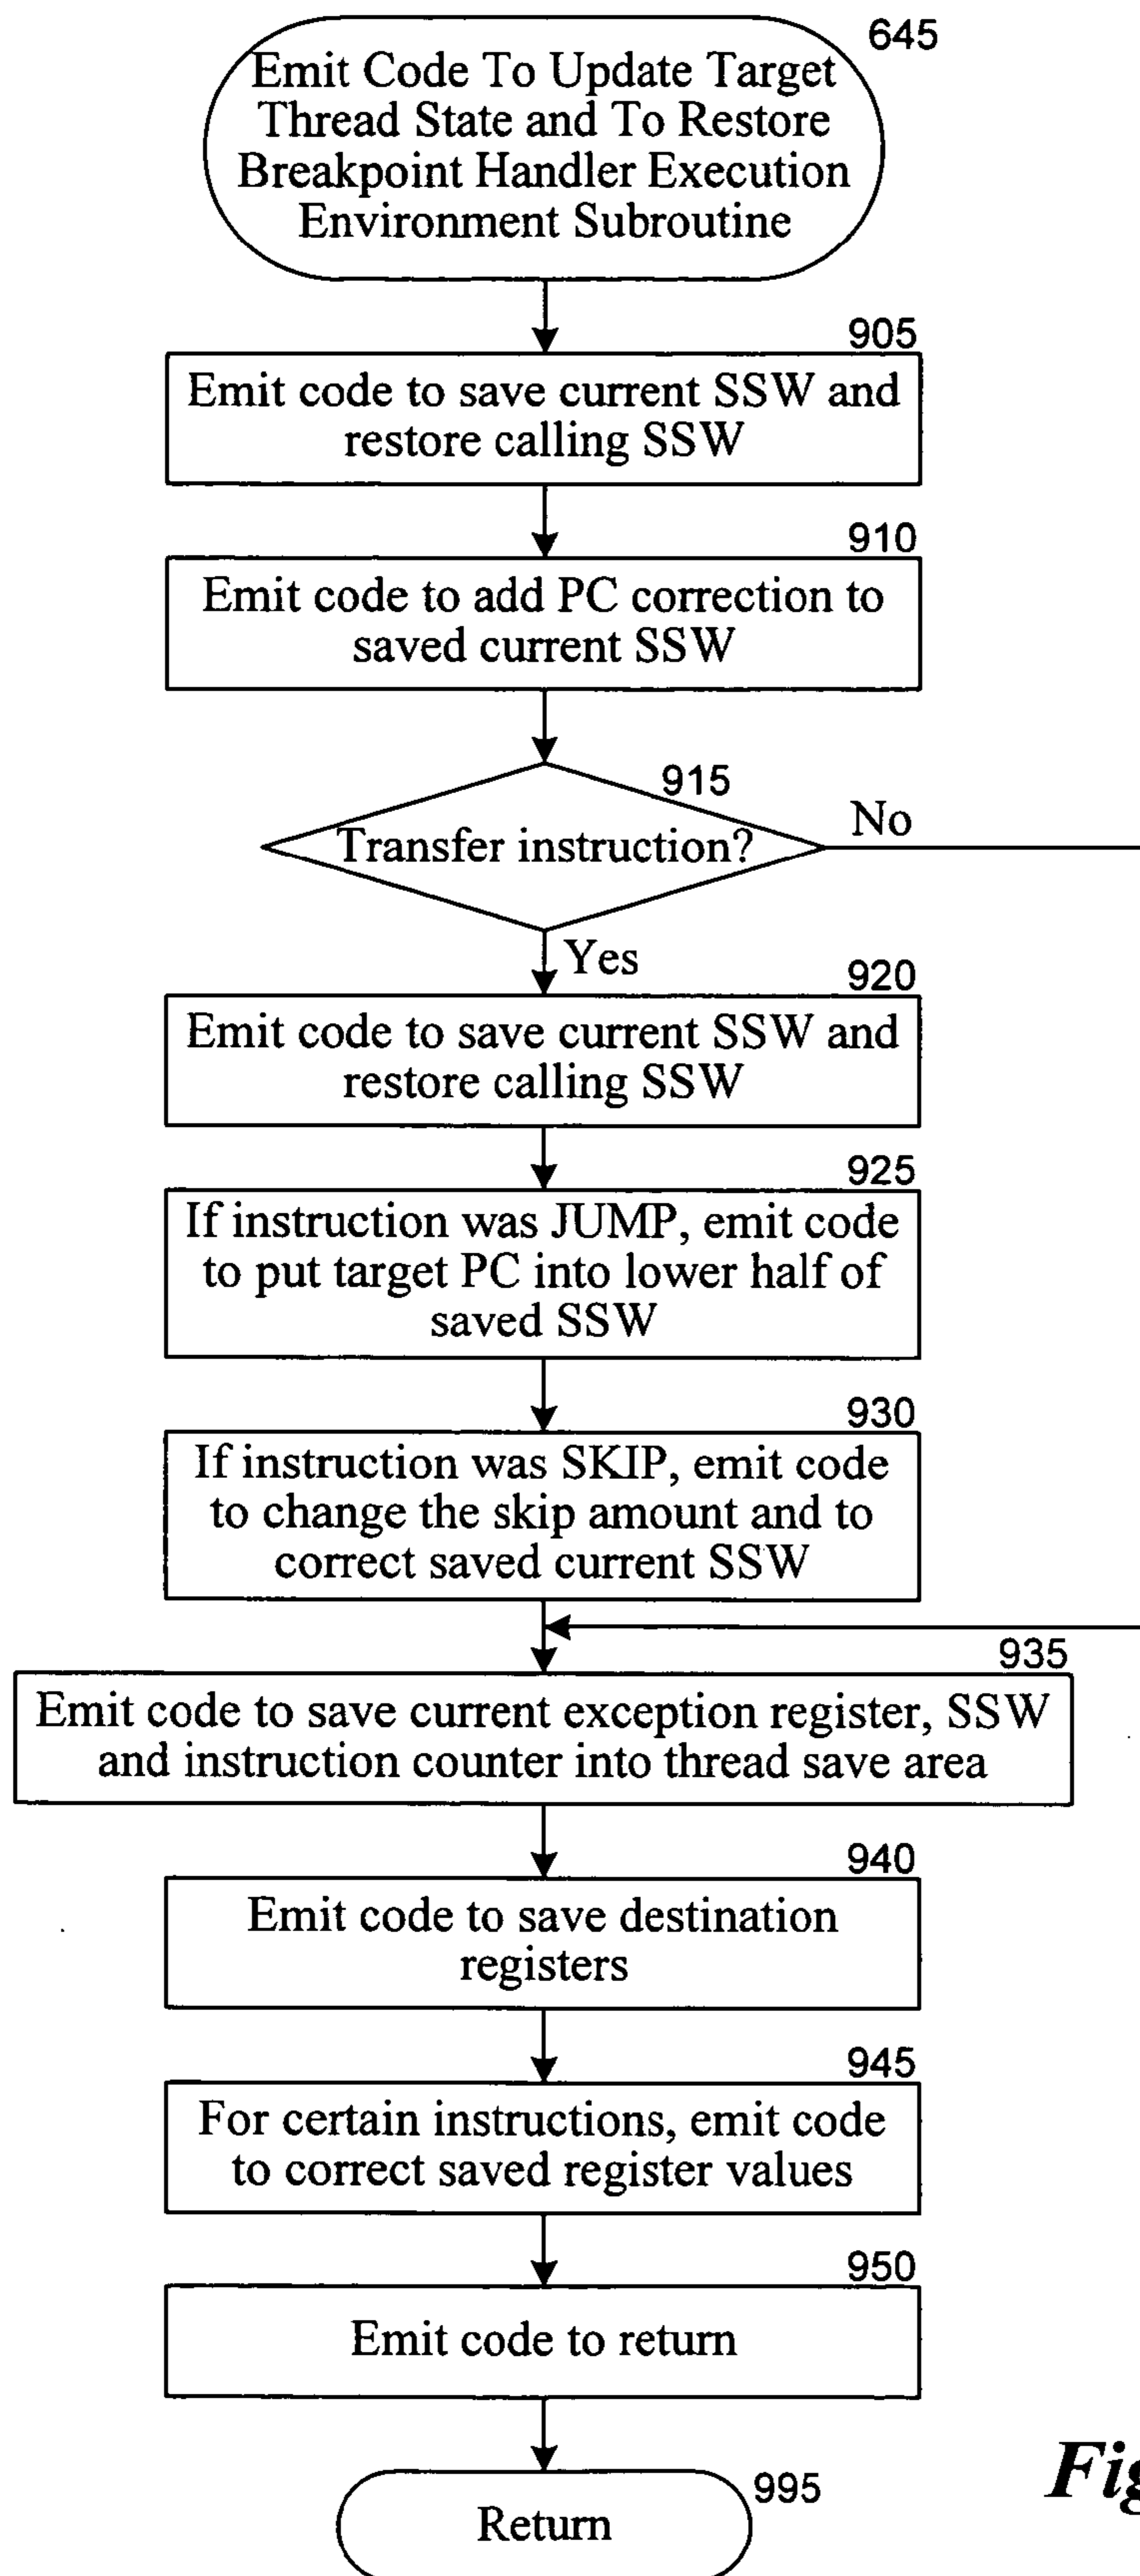 645
Emit Code To Update Target
Thread State and To Restore
Breakpoint Handler Execution
Environment Subroutine
905
Emit code to save current SSW and
restore calling SSW
910
Emit code to add PC correction to
saved current SSW
915
Transfer instruction?
No
Yes
920
Emit code to save current SSW and
restore calling SSW
925
If instruction was JUMP, emit code
to put target PC into lower half of
saved SSW
930
If instruction was SKIP, emit code
to change the skip amount and to
correct saved current SSW
935
Emit code to save current exception register, SSW
and instruction counter into thread save area
940
Emit code to save destination
registers
945
For certain instructions, emit code
to correct saved register values
950
Emit code to return
995
Return
Fig